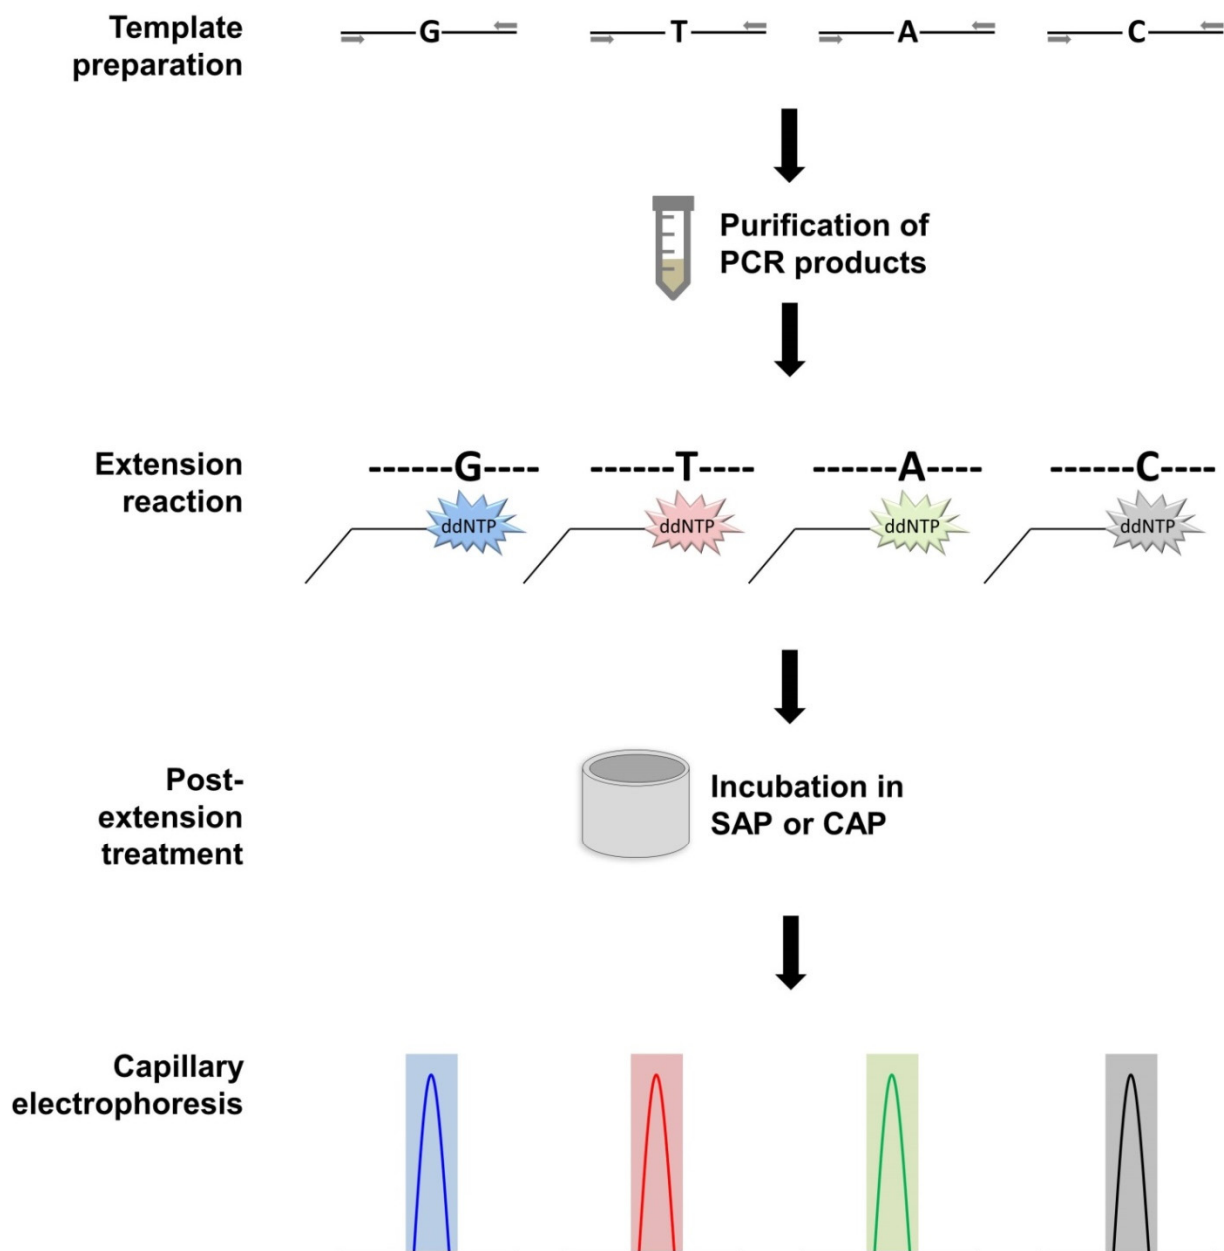 Template
preparation
G T A C
Purification of
PCR products
Extension
reaction
------G---- ------T---- ------A---- ------C----
ddNTP ddNTP ddNTP ddNTP
Post-
extension
treatment
Incubation in
SAP or CAP
Capillary
electrophoresis